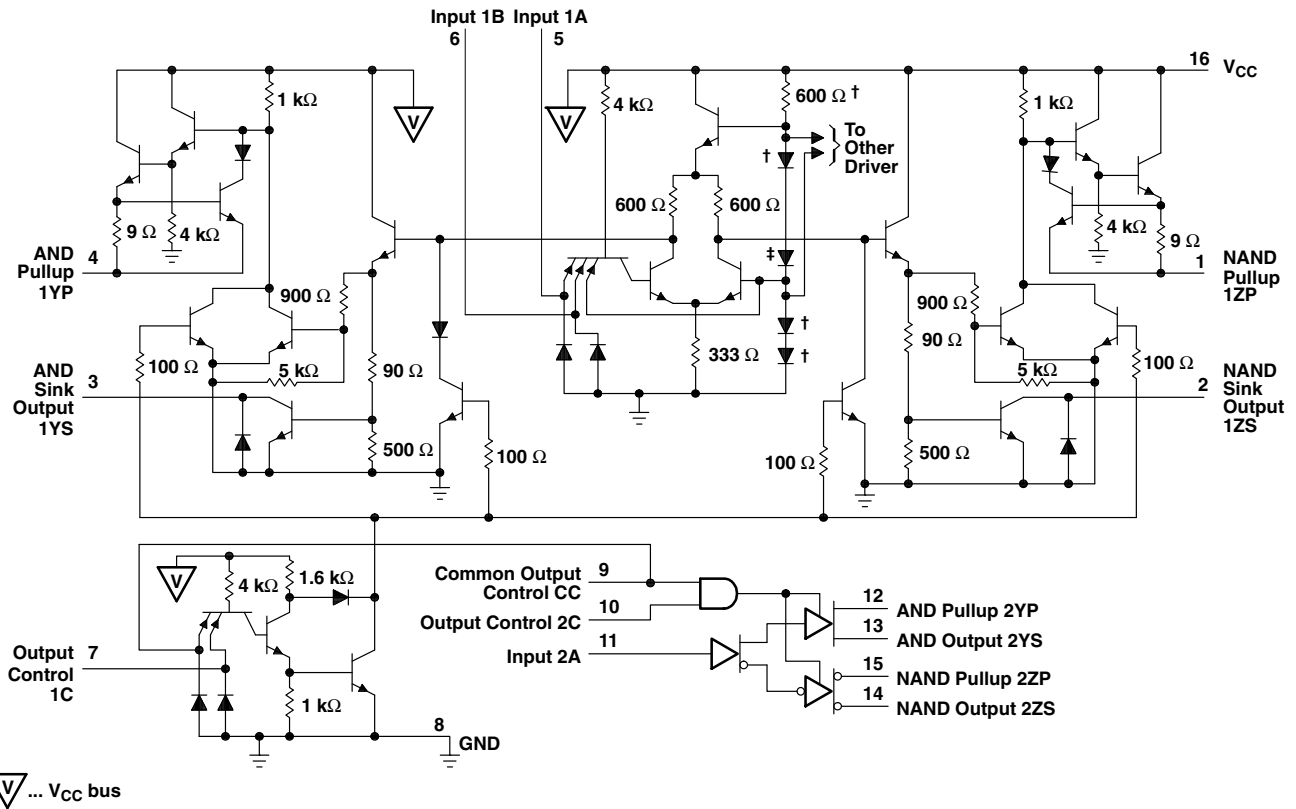 Input 1B Input 1A
6 5
16 VCC
1 kΩ
V
V
4 kΩ
600 Ω †
1 kΩ
To
Other
Driver
†
9 Ω
4 kΩ
600 Ω
600 Ω
4 kΩ
9 Ω
AND
Pullup
1YP
4
‡
1
NAND
Pullup
1ZP
900 Ω
900 Ω
†
100 Ω
5 kΩ
90 Ω
333 Ω
†
90 Ω
5 kΩ
100 Ω
AND
Sink
Output
1YS
3
2
NAND
Sink
Output
1ZS
500 Ω
100 Ω
100 Ω
500 Ω
V
4 kΩ
1.6 kΩ
Common Output
Control CC
9
Output Control 2C
10
Input 2A
11
12
AND Pullup 2YP
13
AND Output 2YS
15
NAND Pullup 2ZP
14
NAND Output 2ZS
Output
Control
1C
7
1 kΩ
8
GND
V ... VCC bus